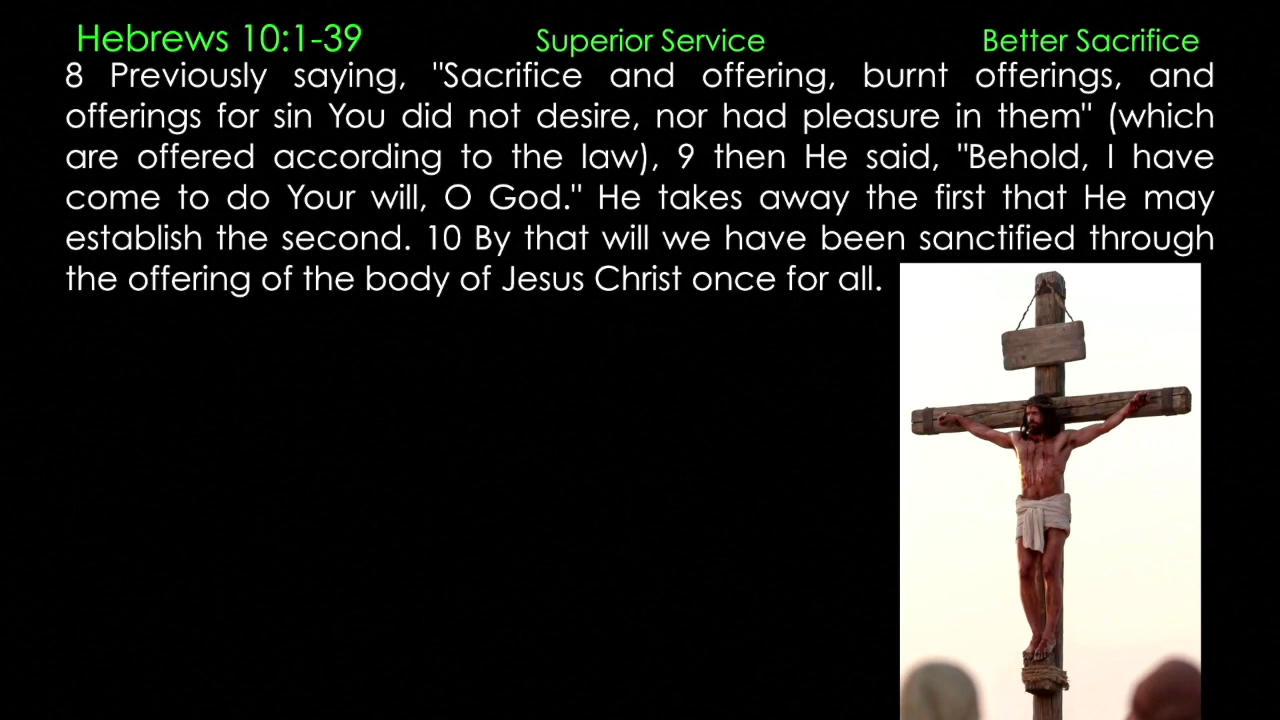 Hebrews 10:1-39 Superior Service Better Sacrifice
8 Previously saying, "Sacrifice and offering, burnt offerings, and
offerings for sin You did not desire, nor had pleasure in them" (which
are offered according to the law), 9 then He said, "Behold, I have
come to do Your will, O God." He takes away the first that He may
establish the second. 10 By that will we have been sanctified through
the offering of the body of Jesus Christ once for all.